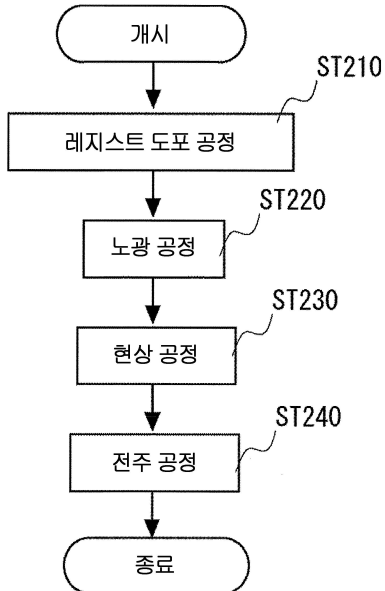 개시
ST210
레지스트 도포 공정
ST220
노광 공정
ST230
현상 공정
ST240
전주 공정
종료